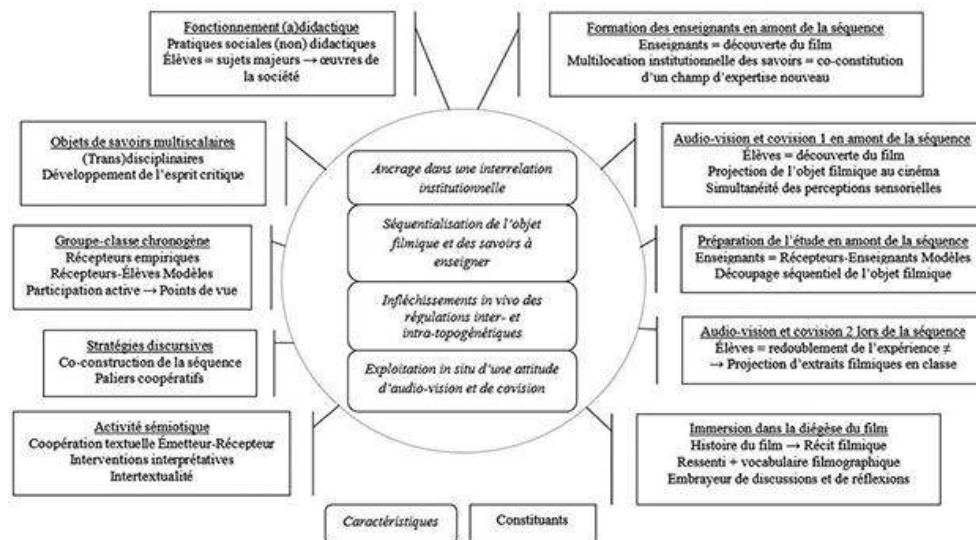 Fonctionnement (a)didactique
Pratiques sociales (non) didactiques
Élèves = sujets majeurs → œuvres de
la société
Formation des enseignants en amont de la séquence
Enseignants = découverte du film
Multilocation institutionnelle des savoirs = co-constitution
d'un champ d'expertise nouveau
Objets de savoirs multiscalaires
(Trans)disciplinaires
Développement de l'esprit critique
Audio-vision et covision 1 en amont de la séquence
Élèves = découverte du film
Projection de l'objet filmique au cinéma
Simultanéité des perceptions sensorielles
Ancrage dans une interrelation
institutionnelle
Séquentialisation de l'objet
filmique et des savoirs à
enseigner
Infléchissements in vivo des
régulations inter- et
intra-topogénétiques
Exploitation in situ d'une attitude
d'audio-vision et de covision
Groupe-classe chronogène
Récepteurs empiriques
Récepteurs-Élèves Modèles
Participation active → Points de vue
Préparation de l'étude en amont de la séquence
Enseignants = Récepteurs-Enseignants Modèles
Découpage séquentiel de l'objet filmique
Stratégies discursives
Co-construction de la séquence
Paliers coopératifs
Audio-vision et covision 2 lors de la séquence
Élèves = redoublement de l'expérience ≠
→ Projection d'extraits filmiques en classe
Activité sémiotique
Coopération textuelle Émetteur-Récepteur
Interventions interprétatives
Intertextualité
Immersion dans la diégèse du film
Histoire du film → Récit filmique
Ressenti + vocabulaire filmographique
Embrayeur de discussions et de réflexions
Caractéristiques
Constituants